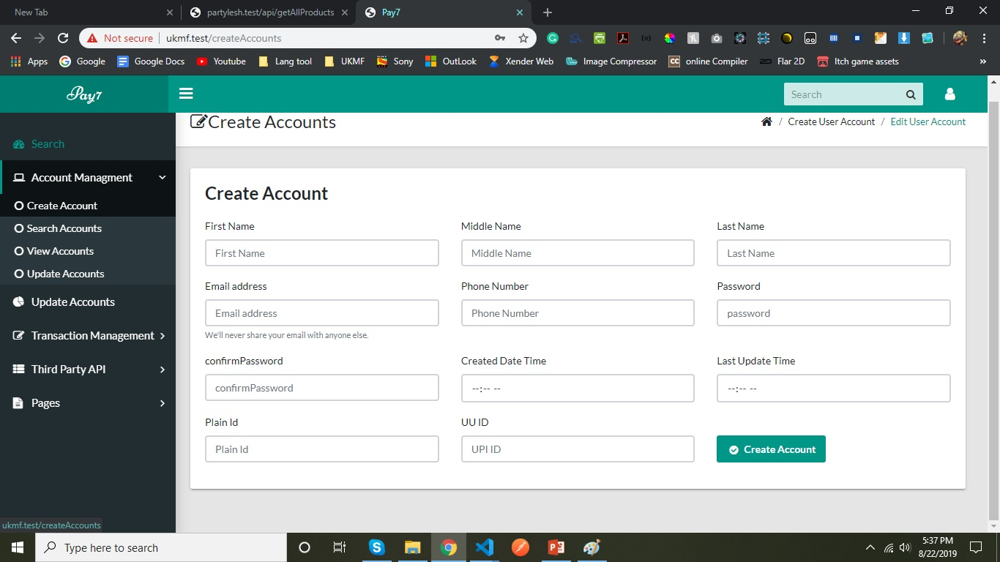 New Tab
partylesh.test/api/getAllProducts
Pay7
Not secure
ukmf.test/createAccounts
Apps
Google
Google Docs
Youtube
Lang tool
UKMF
Sony
OutLook
Xender Web
Image Compressor
CC
online Compiler
2D
Flar 2D
Itch game assets
»
Pay7
Search
Create Accounts
/ Create User Account / Edit User Account
Search
Account Managment
Create Account
Search Accounts
View Accounts
Update Accounts
Update Accounts
Transaction Management
Third Party API
Pages
Create Account
First Name
Middle Name
Last Name
First Name
Middle Name
Last Name
Email address
Phone Number
Password
Email address
Phone Number
password
We'll never share your email with anyone else.
confirmPassword
Created Date Time
Last Update Time
confirmPassword
--:-- --
--:-- --
Plain Id
UU ID
Plain Id
UPI ID
Create Account
ukmf.test/createAccounts
Type here to search
5:37 PM
8/22/2019